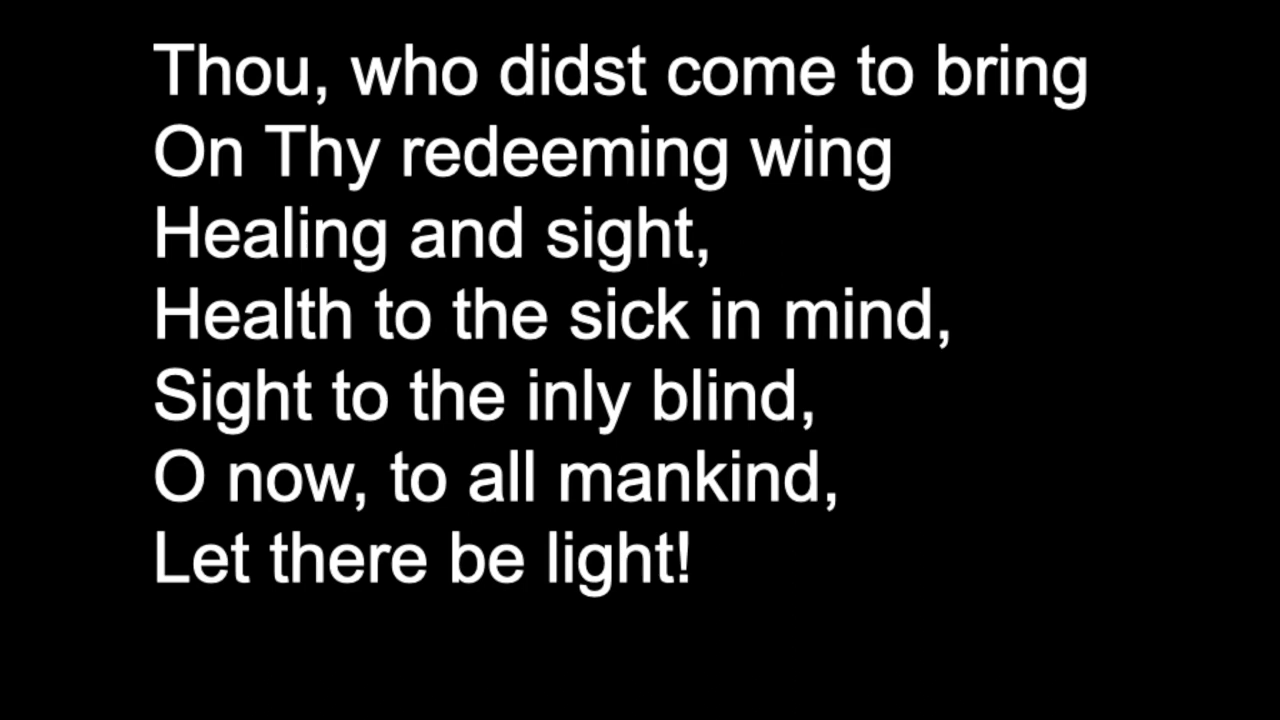 Thou, who didst come to bring
On Thy redeeming wing
Healing and sight,
Health to the sick in mind,
Sight to the inly blind,
O now, to all mankind,
Let there be light!